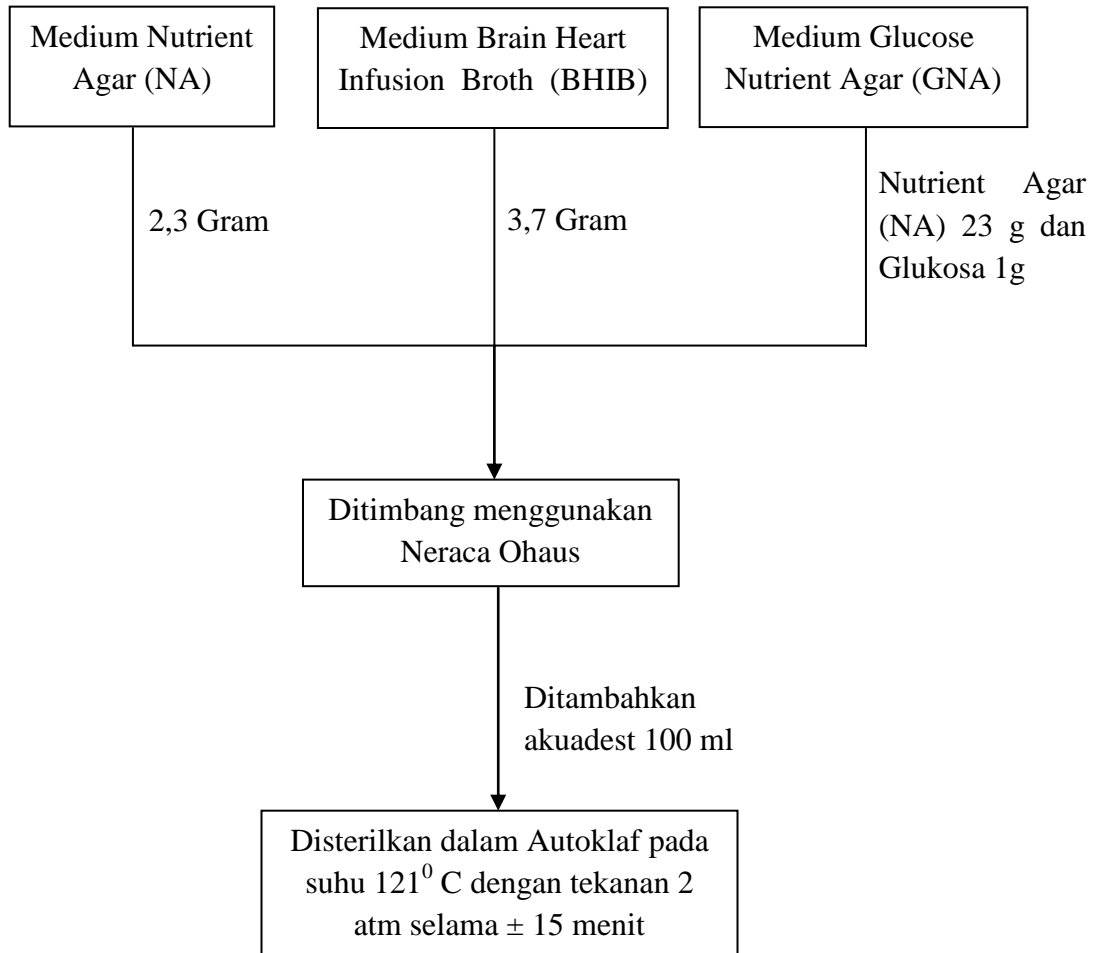 Medium Nutrient
Agar (NA)
Medium Brain Heart
Infusion Broth (BHIB)
Medium Glucose
Nutrient Agar (GNA)
2,3 Gram
3,7 Gram
Nutrient Agar
(NA) 23 g dan
Glukosa 1g
Ditimbang menggunakan
Neraca Ohaus
Ditambahkan
akuadest 100 ml
Disterilkan dalam Autoklaf pada
suhu 121⁰ C dengan tekanan 2
atm selama ± 15 menit